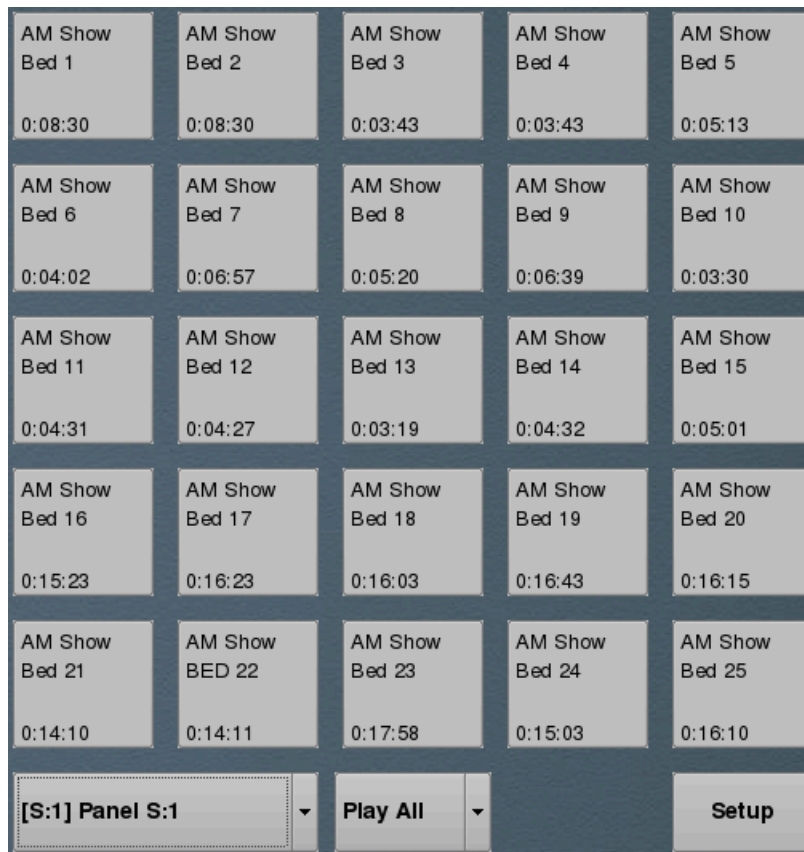 AM Show
Bed 1
0:08:30
AM Show
Bed 2
0:08:30
AM Show
Bed 3
0:03:43
AM Show
Bed 4
0:03:43
AM Show
Bed 5
0:05:13
AM Show
Bed 6
0:04:02
AM Show
Bed 7
0:06:57
AM Show
Bed 8
0:05:20
AM Show
Bed 9
0:06:39
AM Show
Bed 10
0:03:30
AM Show
Bed 11
0:04:31
AM Show
Bed 12
0:04:27
AM Show
Bed 13
0:03:19
AM Show
Bed 14
0:04:32
AM Show
Bed 15
0:05:01
AM Show
Bed 16
0:15:23
AM Show
Bed 17
0:16:23
AM Show
Bed 18
0:16:03
AM Show
Bed 19
0:16:43
AM Show
Bed 20
0:16:15
AM Show
Bed 21
0:14:10
AM Show
BED 22
0:14:11
AM Show
Bed 23
0:17:58
AM Show
Bed 24
0:15:03
AM Show
Bed 25
0:16:10
[S:1] Panel S:1
Play All
Setup